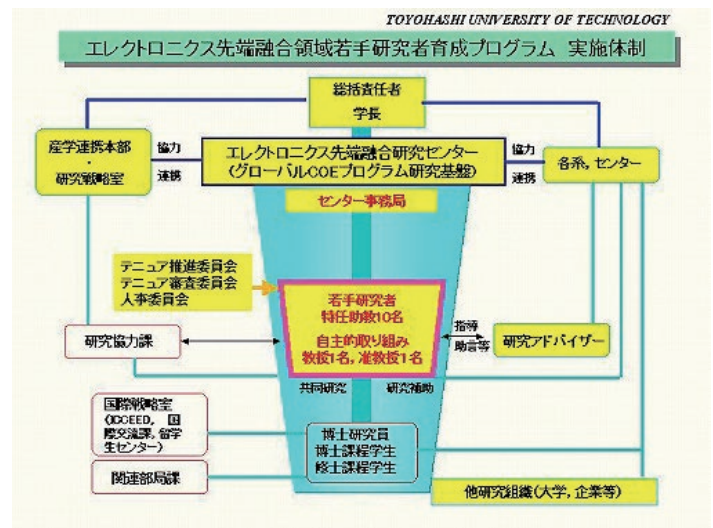 TOYOHASHI UNIVERSITY OF TECHNOLOGY
エレクトロニクス先端融合領域若手研究者育成プログラム 実施体制
総括責任者
学長
産学連携本部
・
研究戦略室
協力
連携
エレクトロニクス先端融合研究センター
(グローバルCOEプログラム研究基盤)
協力
連携
各系,センター
センター事務局
テニュア推進委員会
テニュア審査委員会
人事委員会
若手研究者
特任助教10名
自主的取り組み
教授1名,准教授1名
研究協力課
指導
助言等
研究アドバイザー
共同研究
研究補助
国際戦略室
(ICCEED, 国
際交流課,留学
生センター)
博士研究員
博士課程学生
修士課程学生
関連部局課
他研究組織(大学,企業等)